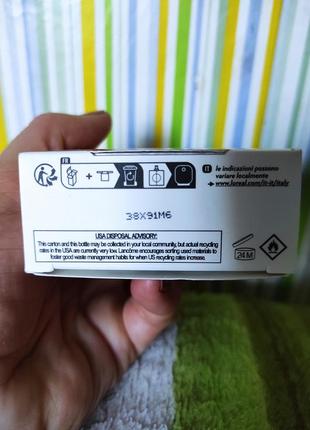 FR
+
IT
le indicazioni possono
variare localmente
www.loreal.com/it-it/italy
38X91M6
USA DISPOSAL ADVISORY:
This carton and this bottle may be collected in your local community, but actual recycling
rates in the USA are currently very low. Lancôme encourages sorting used materials to
foster good waste management habits for when US recycling rates increase.
24 M